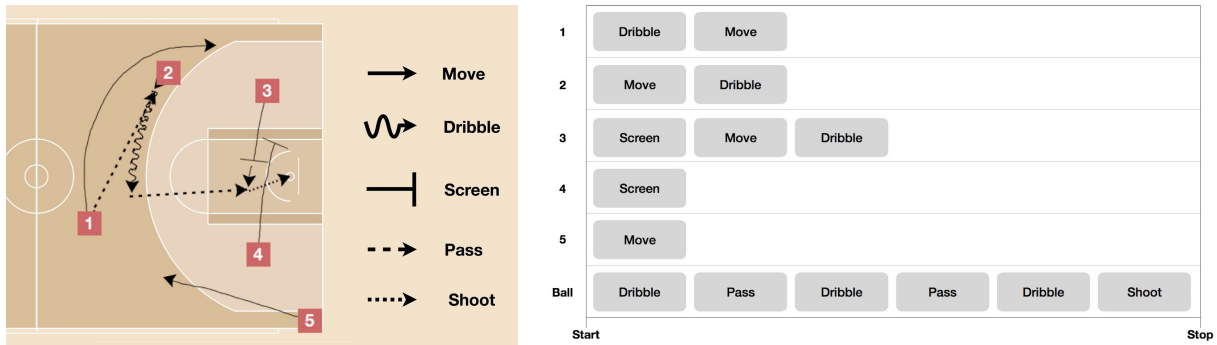 1
2
3
4
5
Move
Dribble
Screen
Pass
Shoot
1 Dribble Move
2 Move Dribble
3 Screen Move Dribble
4 Screen
5 Move
Ball Dribble Pass Dribble Pass Dribble Shoot
Start Stop